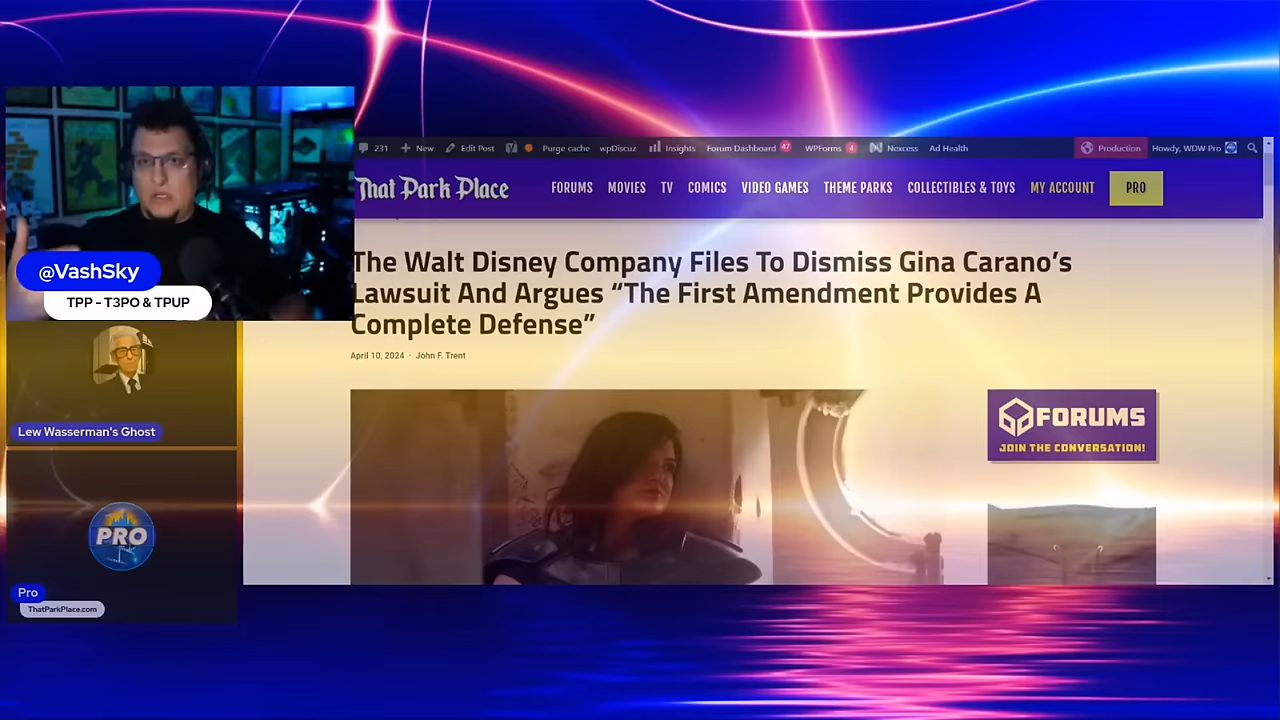 231 New Edit Post Purge cache wpDiscuz Insights Forum Dashboard 47 WPForms 4 Nexcess Ad Health Production Howdy, WDW Pro
That Park Place
FORUMS MOVIES TV COMICS VIDEO GAMES THEME PARKS COLLECTIBLES & TOYS MY ACCOUNT PRO
The Walt Disney Company Files To Dismiss Gina Carano's
Lawsuit And Argues “The First Amendment Provides A
Complete Defense”
April 10, 2024 · John F. Trent
FORUMS
JOIN THE CONVERSATION!
@VashSky
TPP - T3PO & TPUP
Lew Wasserman's Ghost
PRO
Pro
ThatParkPlace.com